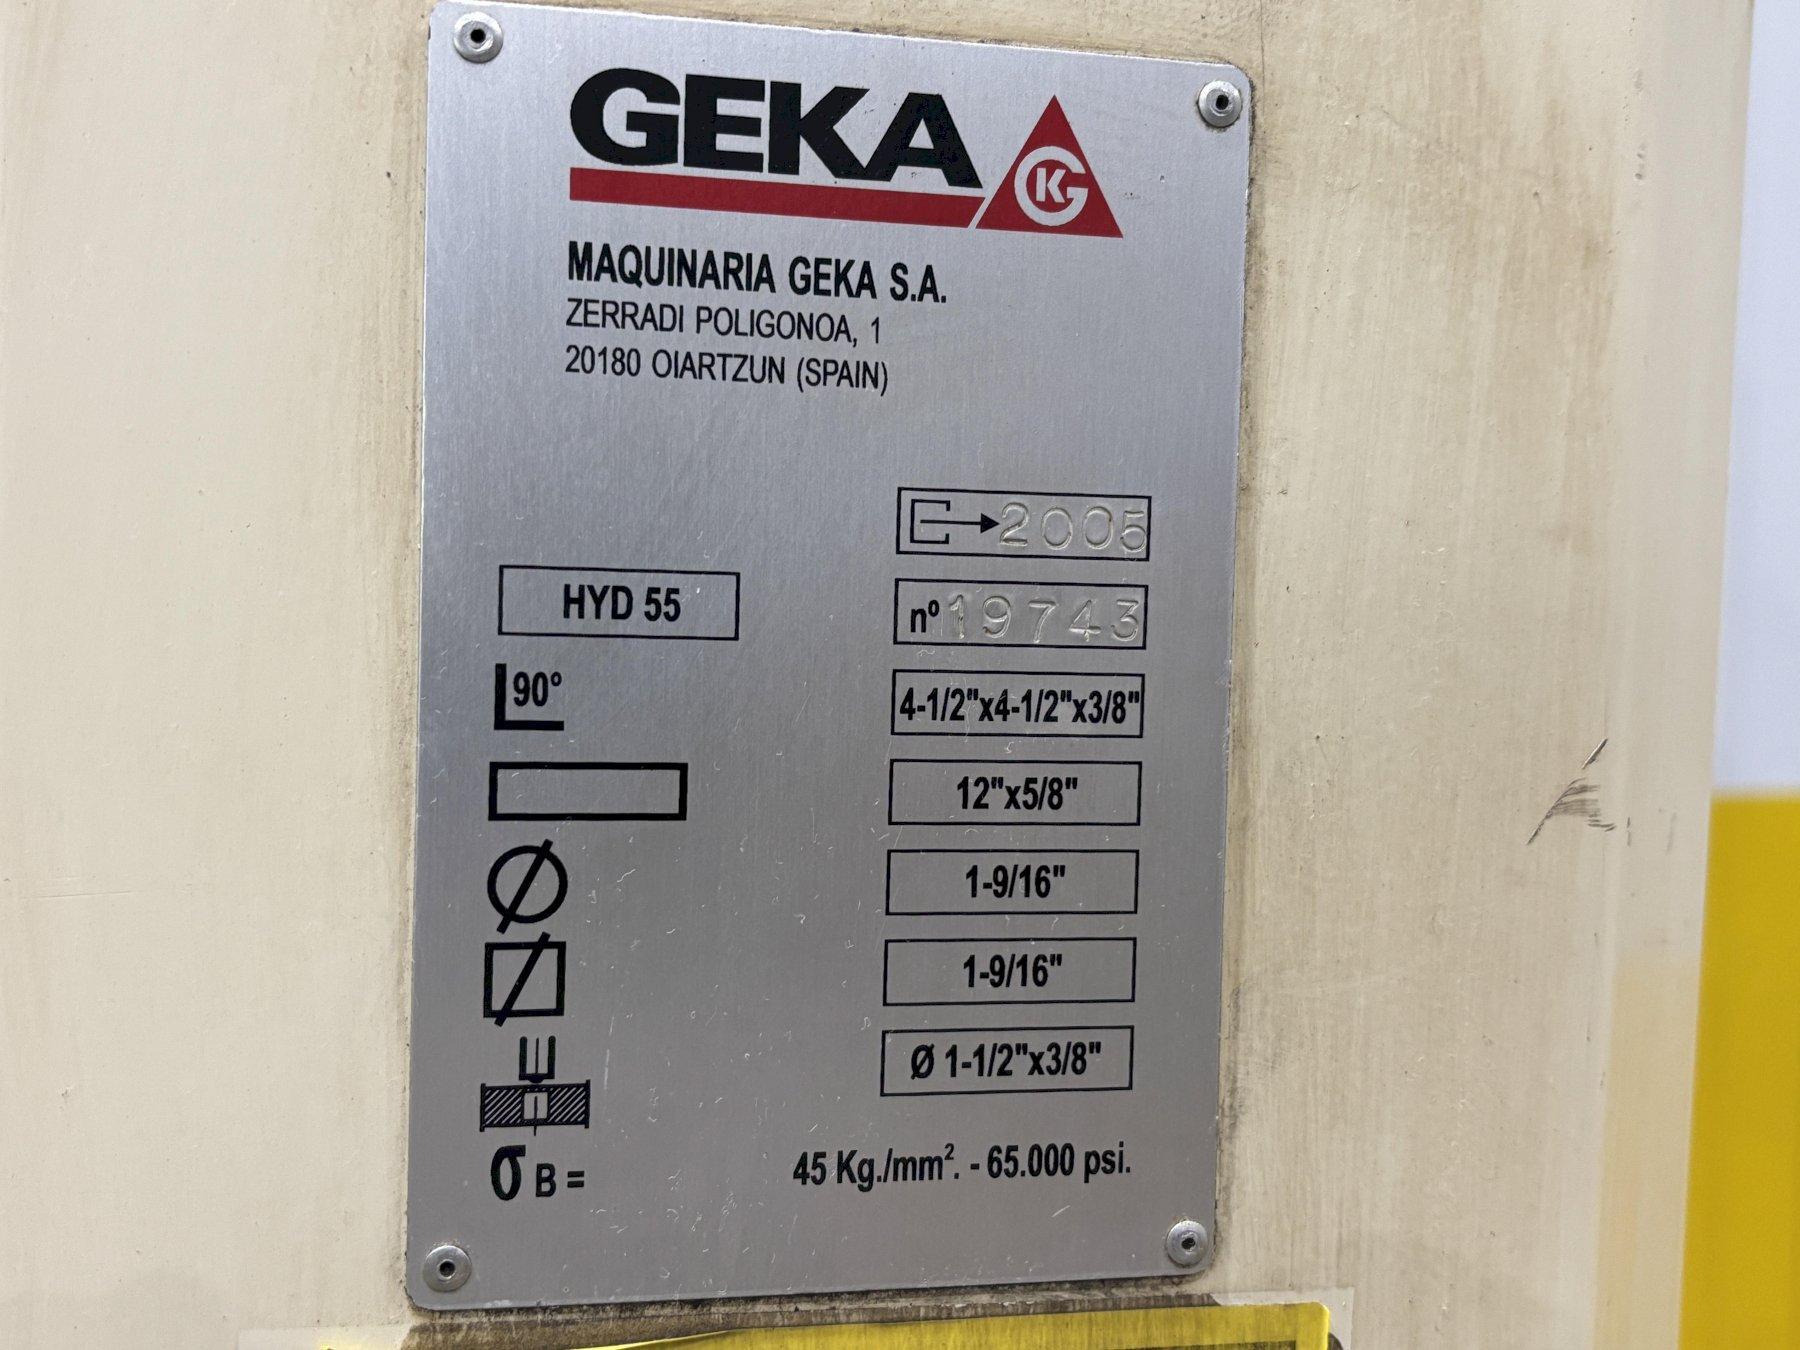 GEKA
KG
MAQUINARIA GEKA S.A.
ZERRADI POLIGONOA, 1
20180 OIARTZUN (SPAIN)
2005
HYD 55
nº 19743
90º
4-1/2"x4-1/2"x3/8"
12"x5/8"
1-9/16"
1-9/16"
Ø 1-1/2"x3/8"
σ B = 45 Kg./mm². - 65.000 psi.